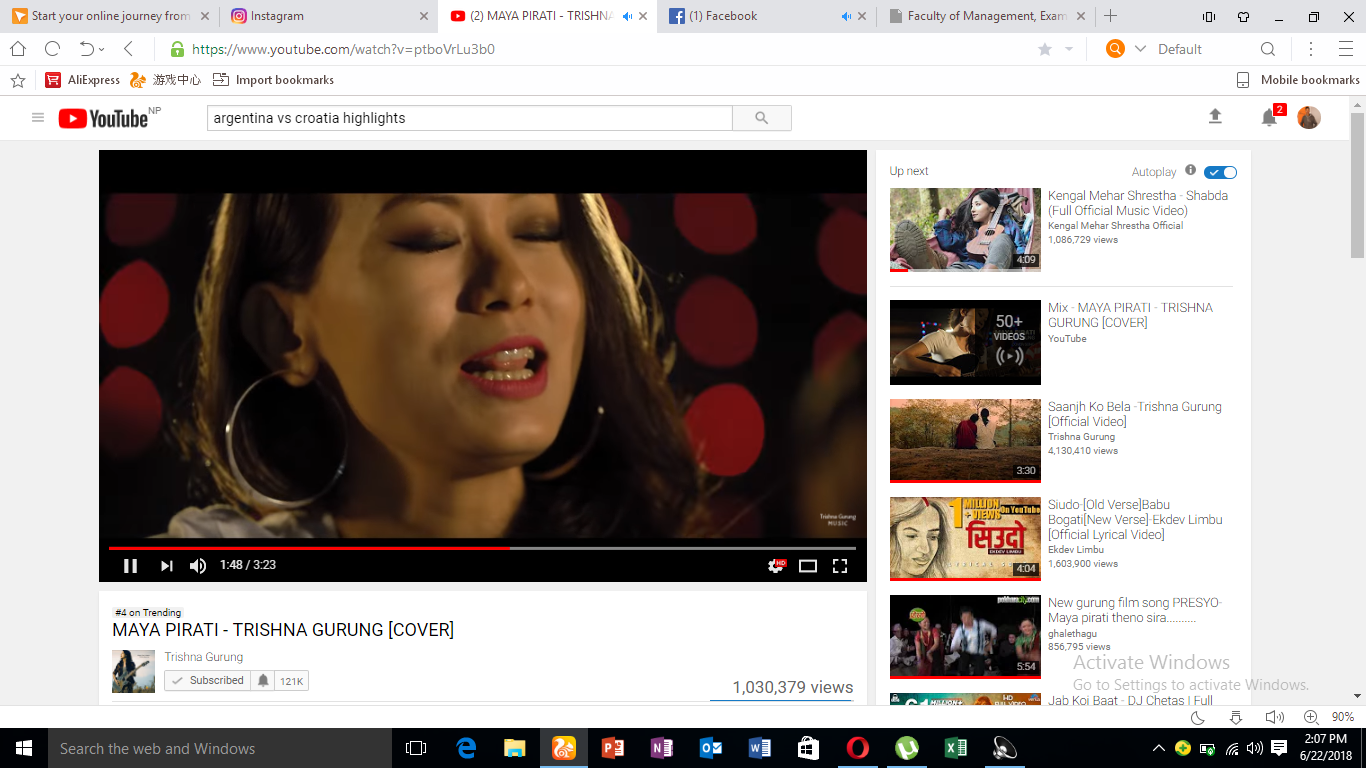 Start your online journey from
Instagram
(2) MAYA PIRATI - TRISHNA
(1) Facebook
Faculty of Management, Exam
https://www.youtube.com/watch?v=ptboVrLu3b0
Default
AliExpress
游戏中心
Import bookmarks
Mobile bookmarks
YouTube NP
argentina vs croatia highlights
2
Trishna Gurung
MUSIC
1:48 / 3:23
HD
#4 on Trending
MAYA PIRATI - TRISHNA GURUNG [COVER]
Trishna Gurung
Subscribed
121K
1,030,379 views
Up next
Autoplay
4:09
Kengal Mehar Shrestha - Shabda
(Full Official Music Video)
Kengal Mehar Shrestha Official
1,086,729 views
50+
VIDEOS
Mix - MAYA PIRATI - TRISHNA
GURUNG [COVER]
YouTube
3:30
Saanjh Ko Bela -Trishna Gurung
[Official Video]
Trishna Gurung
4,130,410 views
1 MILLION
+ VIEWS On YouTube
सिउदो
EKDEV LIMBU
4:04
Siudo-[Old Verse]Babu
Bogati[New Verse]-Ekdev Limbu
[Official Lyrical Video]
Ekdev Limbu
1,603,900 views
5:54
New gurung film song PRESYO-
Maya pirati theno sira..........
ghalethagu
856,795 views
Jab Koi Baat - DJ Chetas | Full
Activate Windows
Go to Settings to activate Windows.
90%
Search the web and Windows
2:07 PM
6/22/2018